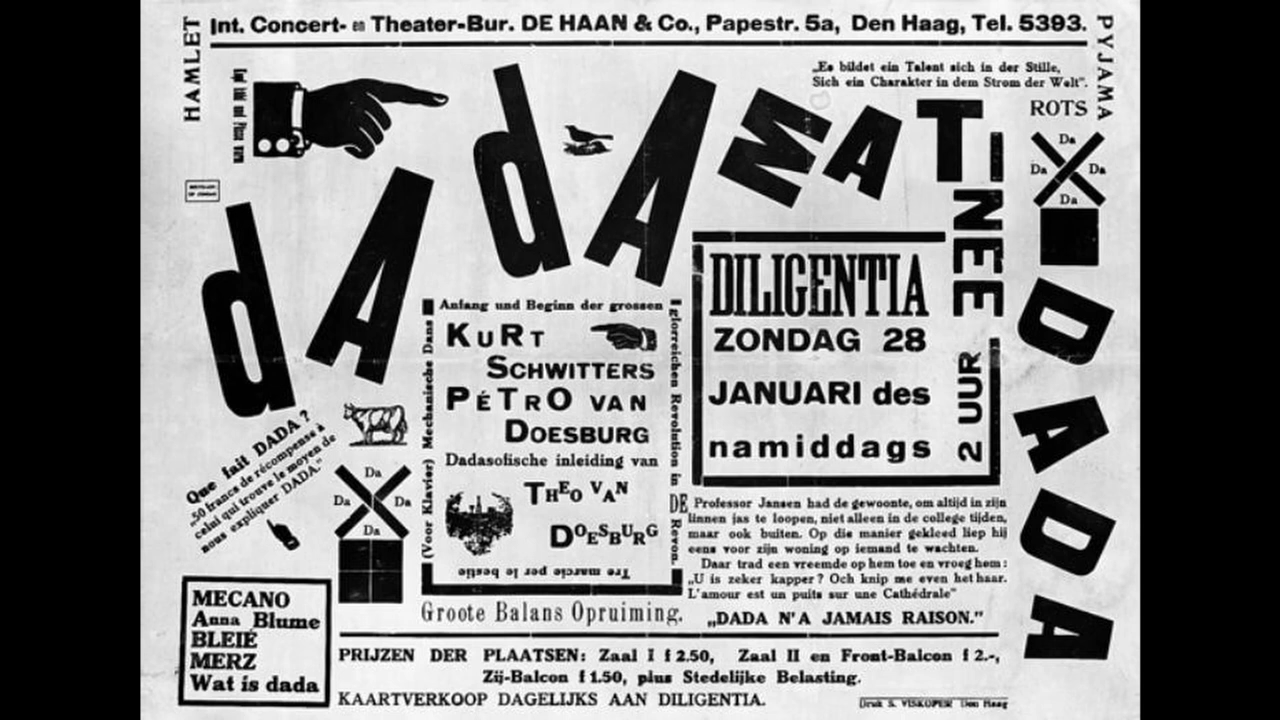 Int. Concert- en Theater-Bur. DE HAAN & Co., Papestr. 5a, Den Haag, Tel. 5393.
HAMLET
PYJAMA
„Es bildet ein Talent sich in der Stille,
Sich ein Charakter in dem Strom der Welt".
dAdA
MATINEE
ROTS
Da
Da Da
Da
DADA
DILIGENTIA
ZONDAG 28
JANUARI des
namiddags
2 UUR
Anfang und Beginn der grossen
glorreichen Revolution in
DE Revon.
(Voor Klavier) Mechanische Dans
KURT
SCHWITTERS
PÉTRO VAN
DOESBURG
Dadasofische inleiding van
THEO VAN
DOESBURG
Tre marcie per le bestie
Que fait DADA?
„50 francs de récompense à
celui qui trouve le moyen de
nous expliquer DADA."
Da
Da Da
Da
Professor Jansen had de gewoonte, om altijd in zijn
linnen jas te loopen, niet alleen in de college tijden,
maar ook buiten. Op die manier gekleed liep hij
eens voor zijn woning op iemand te wachten.
Daar trad een vreemde op hem toe en vroeg hem:
„U is zeker kapper? Och knip me even het haar.
L'amour est un puits sur une Cathédrale"
„DADA N'A JAMAIS RAISON."
Groote Balans Opruiming.
MECANO
Anna Blume
BLEIÉ
MERZ
Wat is dada
PRIJZEN DER PLAATSEN: Zaal I f 2.50, Zaal II en Front-Balcon f 2.-,
Zij-Balcon f 1.50, plus Stedelijke Belasting.
KAARTVERKOOP DAGELIJKS AAN DILIGENTIA.
Druk S. VISKOPER Den Haag